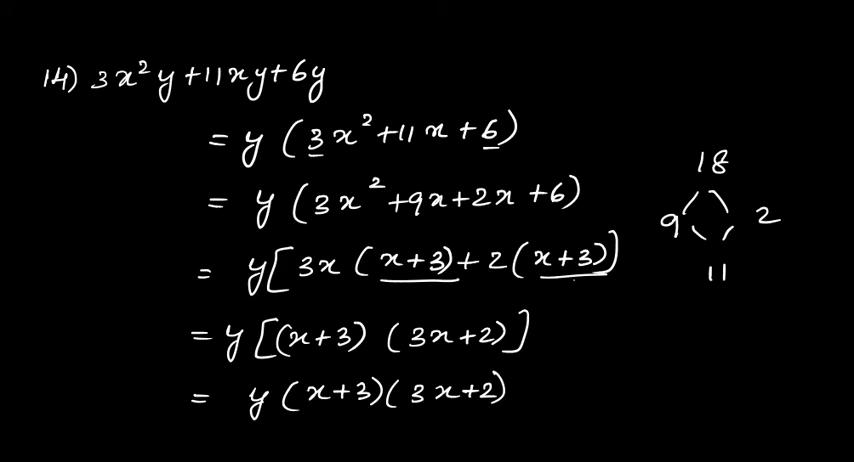 14) 3x²y+11xy+6y
= y (3x²+11x+6)
18
= y (3x²+9x+2x+6)
9 2
= y[3x (x+3)+2(x+3)]
11
= y[(x+3) (3x+2)]
= y(x+3)(3x+2)